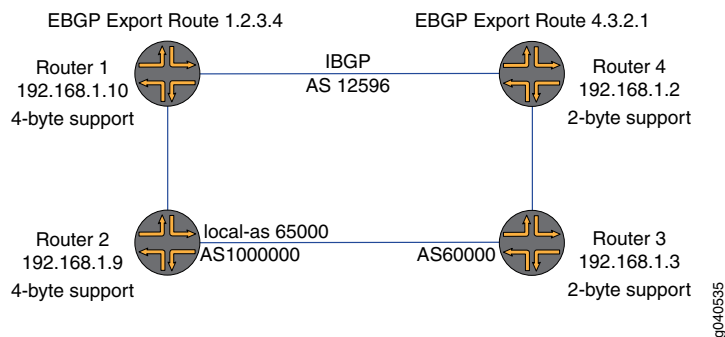 EBGP Export Route 1.2.3.4
EBGP Export Route 4.3.2.1
Router 1
192.168.1.10
4-byte support
IBGP
AS 12596
Router 4
192.168.1.2
2-byte support
Router 2
192.168.1.9
4-byte support
local-as 65000
AS1000000
AS60000
Router 3
192.168.1.3
2-byte support
g040535